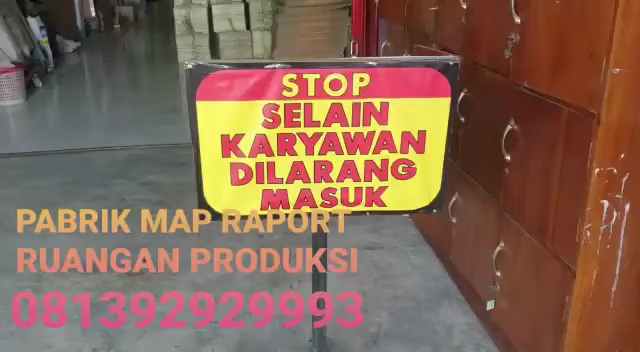 STOP
SELAIN
KARYAWAN
DILARANG
MASUK
PABRIK MAP RAPORT
RUANGAN PRODUKSI
081392929993